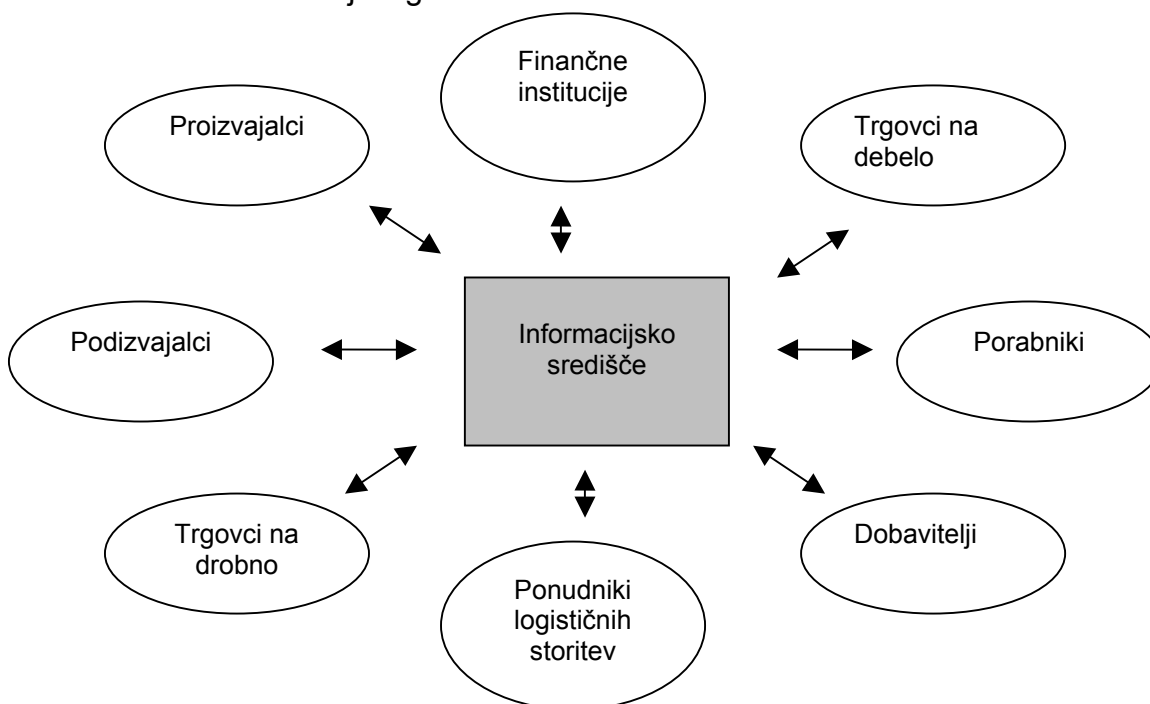 Finančne
institucije
Proizvajalci
Trgovci na
debelo
Podizvajalci
Informacijsko
središče
Porabniki
Trgovci na
drobno
Ponudniki
logističnih
storitev
Dobavitelji